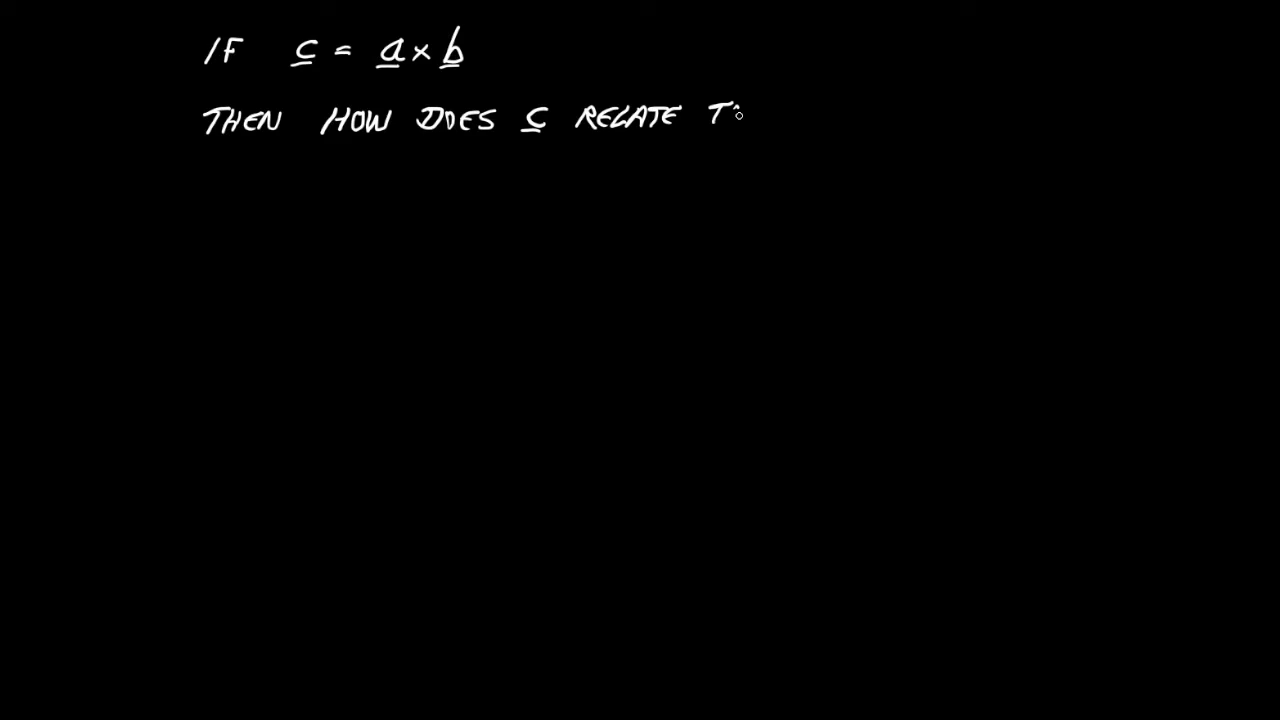 IF c = a × b
THEN HOW DOES c RELATE T